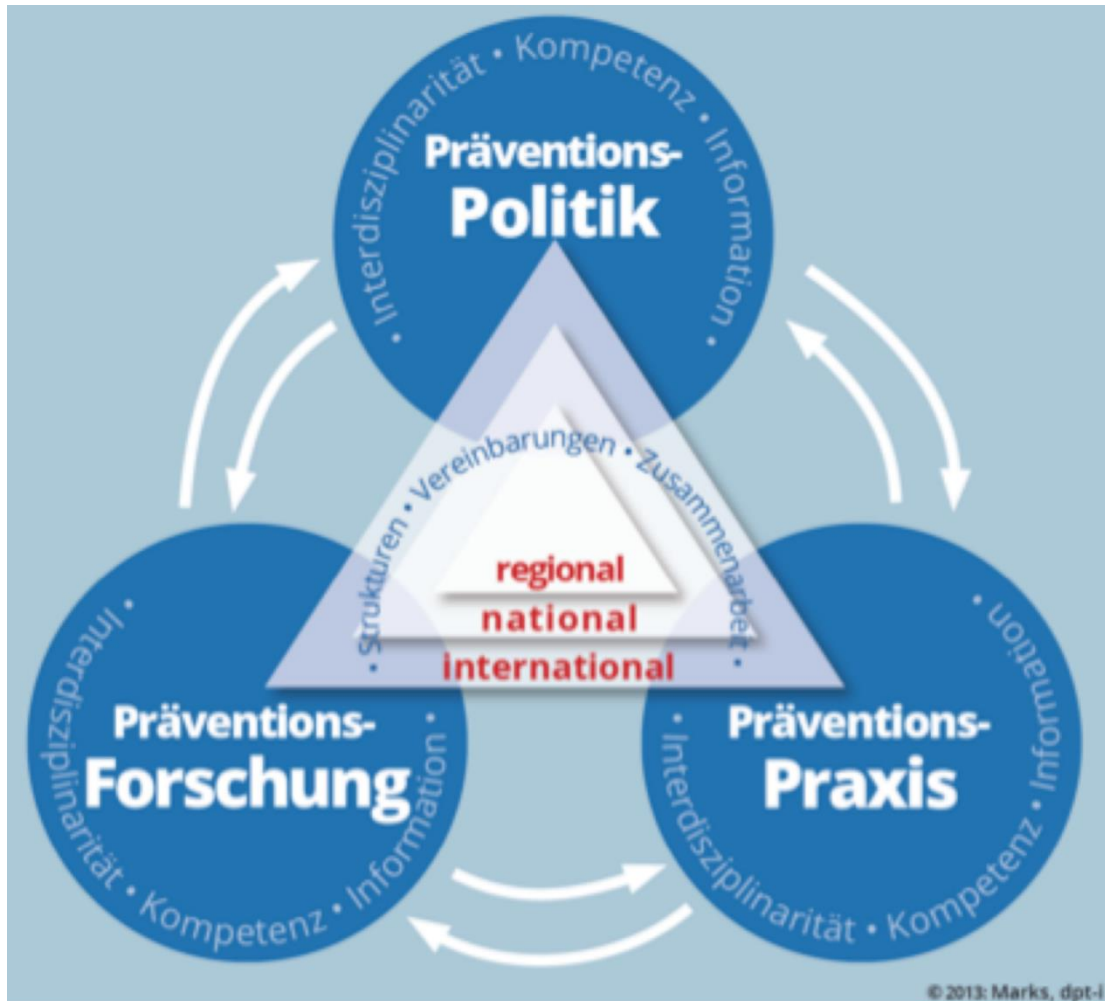 • Interdisziplinarität • Kompetenz • Information •
Präventions-
Politik
• Strukturen • Vereinbarungen • Zusammenarbeit •
regional
national
international
• Interdisziplinarität • Kompetenz • Information •
Präventions-
Forschung
• Interdisziplinarität • Kompetenz • Information •
Präventions-
Praxis
© 2013: Marks, dpt-i